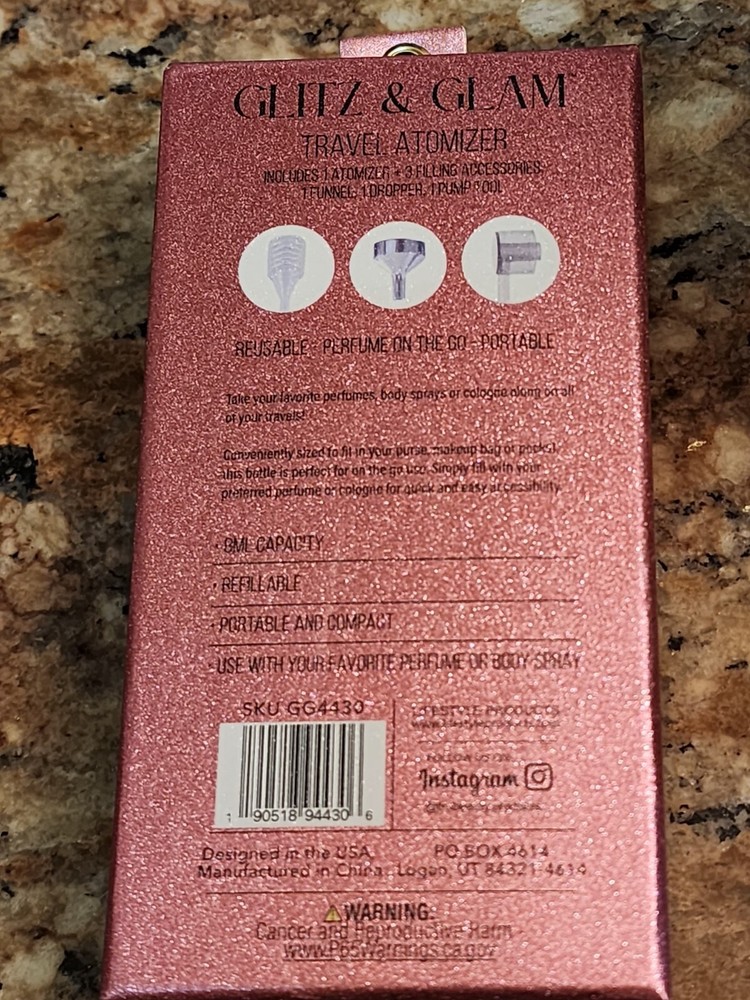 GLITZ & GLAM
TRAVEL ATOMIZER
INCLUDES 1 ATOMIZER + 3 FILLING ACCESSORIES:
1 FUNNEL, 1 DROPPER, 1 PUMP TOOL
REUSABLE - PERFUME ON THE GO - PORTABLE
Take your favorite perfumes, body sprays or cologne along on all
of your travels!
Conveniently sized to fit in your purse, makeup bag or pocket,
this bottle is perfect for on the go use. Simply fill with your
preferred perfume or cologne for quick and easy accessibility.
• 8ML CAPACITY
• REFILLABLE
• PORTABLE AND COMPACT
• USE WITH YOUR FAVORITE PERFUME OR BODY SPRAY
SKU GG4430
1 90518 94430 6
LIFESTYLE PRODUCTS
FOLLOW US ON
Instagram
Designed in the USA
Manufactured in China
PO BOX 4614
Logan, UT 84321-4614
⚠WARNING:
Cancer and Reproductive Harm -
www.P65Warnings.ca.gov